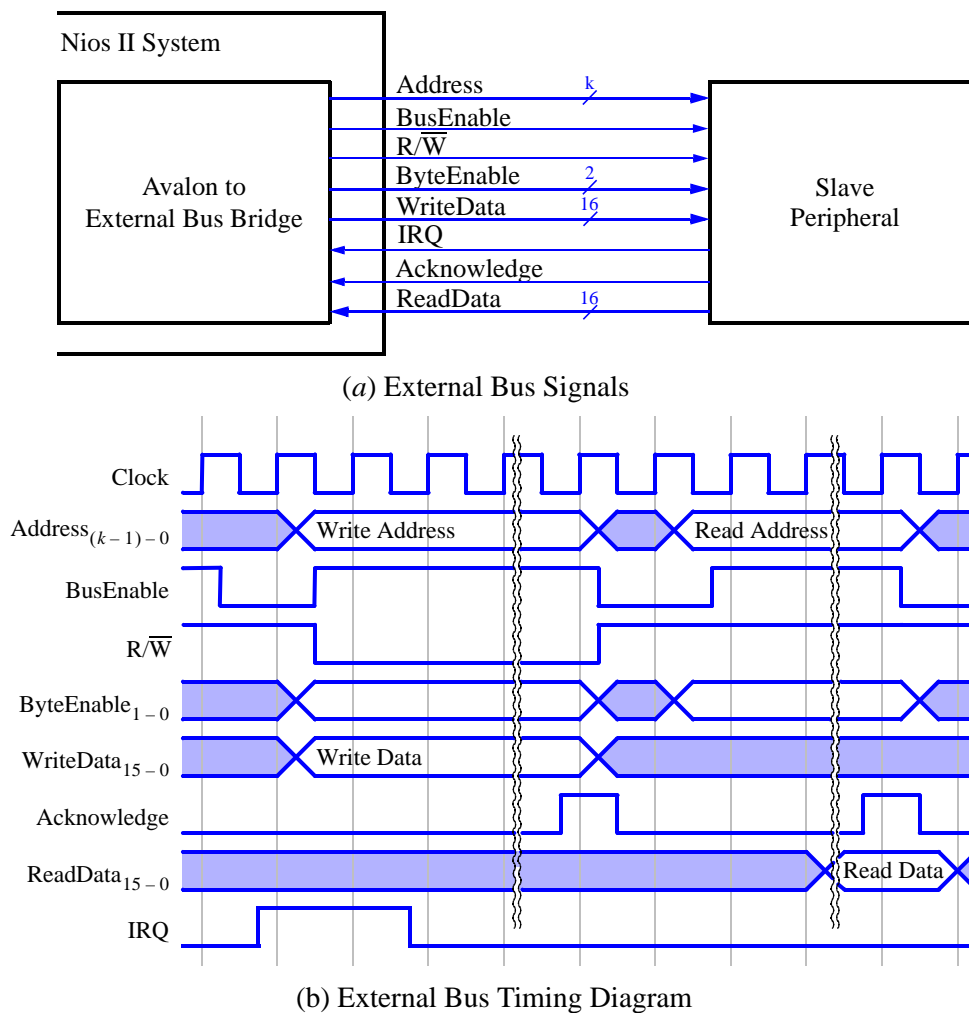 Nios II System
Address k
BusEnable
R/W̅
ByteEnable 2
WriteData 16
IRQ
Acknowledge
ReadData 16
Avalon to
External Bus Bridge
Slave
Peripheral
(a) External Bus Signals
Clock
Address(k – 1) – 0 Write Address Read Address
BusEnable
R/W̅
ByteEnable1 – 0
WriteData15 – 0 Write Data
Acknowledge
ReadData15 – 0 Read Data
IRQ
(b) External Bus Timing Diagram